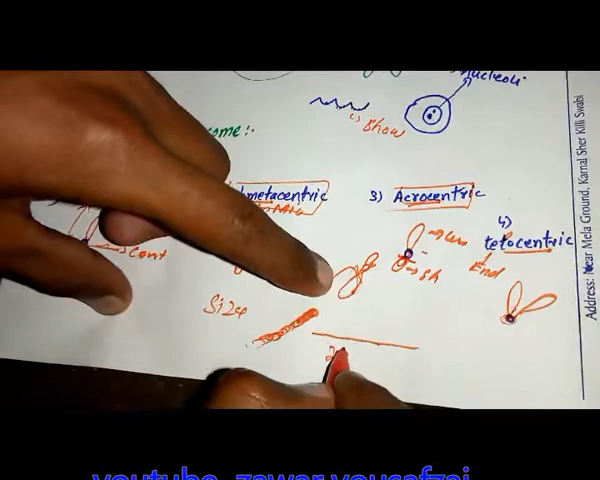 nucleoli
Show
ome:-
metacentric
3) Acrocentric
4)
telocentric
End
Cent
Size
Address: Near Mela Ground, Karnal Sher Killi Swabi
youtube zawar yousafzai